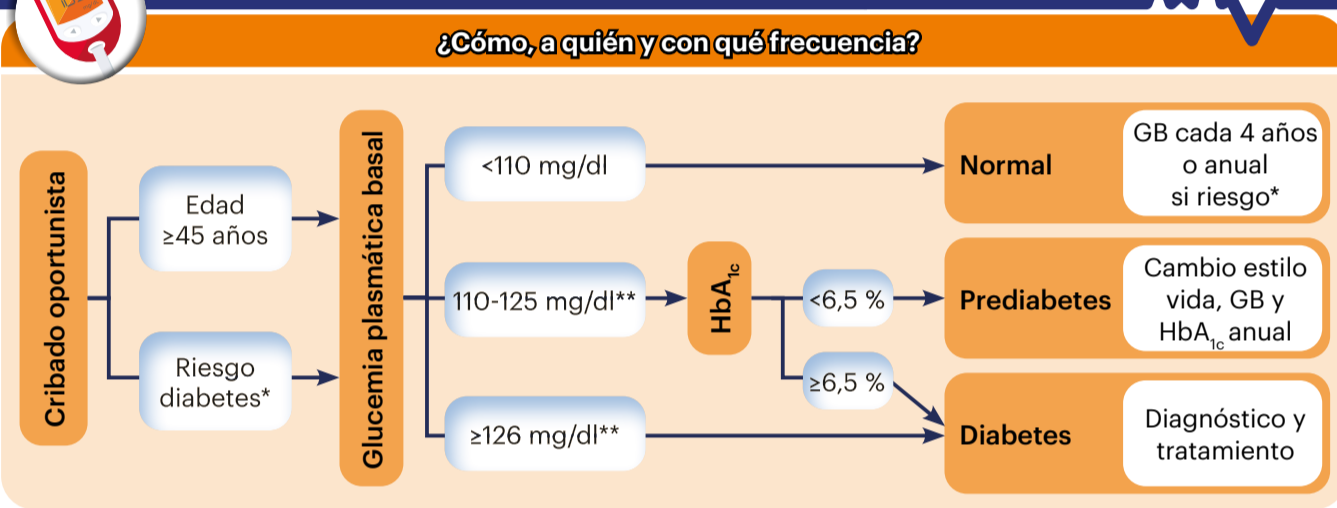 ¿Cómo, a quién y con qué frecuencia?
Cribado oportunista
Edad
≥45 años
Riesgo
diabetes*
Glucemia plasmática basal
<110 mg/dl
110-125 mg/dl**
≥126 mg/dl**
HbA1c
<6,5 %
≥6,5 %
Normal
GB cada 4 años
o anual
si riesgo*
Prediabetes
Cambio estilo
vida, GB y
HbA1c anual
Diabetes
Diagnóstico y
tratamiento